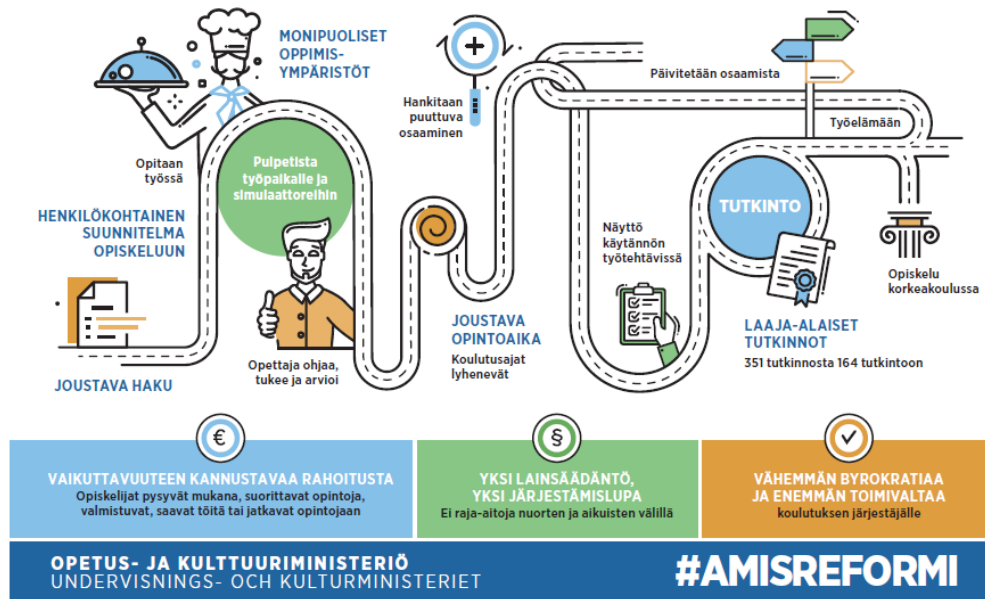 MONIPUOLISET
OPPIMIS-
YMPÄRISTÖT
Opitaan
työssä
Pulpetista
työpaikalle ja
simulaattoreihin
HENKILÖKOHTAINEN
SUUNNITELMA
OPISKELUUN
JOUSTAVA HAKU
Opettaja ohjaa,
tukee ja arvioi
Hankitaan
puuttuva
osaaminen
JOUSTAVA
OPINTOAIKA
Koulutusajat
lyhenevät
Näyttö
käytännön
työtehtävissä
TUTKINTO
LAAJA-ALAISET
TUTKINNOT
351 tutkinnosta 164 tutkintoon
Päivitetään osaamista
Työelämään
Opiskelu
korkeakoulussa
€
VAIKUTTAVUUTEEN KANNUSTAVAA RAHOITUSTA
Opiskelijat pysyvät mukana, suorittavat opintoja,
valmistuvat, saavat töitä tai jatkavat opintojaan
§
YKSI LAINSÄÄDÄNTÖ,
YKSI JÄRJESTÄMISLUPA
Ei raja-aitoja nuorten ja aikuisten välillä
VÄHEMMÄN BYROKRATIAA
JA ENEMMÄN TOIMIVALTAA
koulutuksen järjestäjälle
OPETUS- JA KULTTUURIMINISTERIÖ
UNDERVISNINGS- OCH KULTURMINISTERIET
#AMISREFORMI